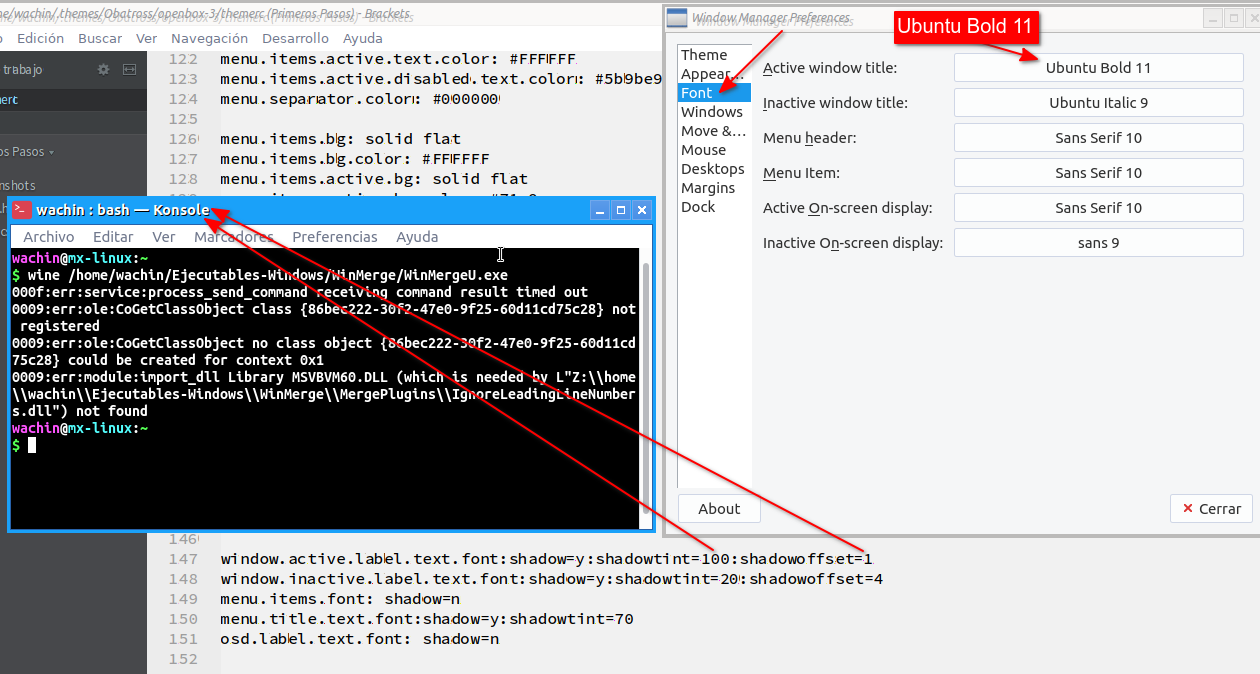 ne/wachin/.themes/Obatross/openbox-3/themerc (Primeros Pasos) - Brackets
Edición Buscar Ver Navegación Desarrollo Ayuda
trabajo
merc
os Pasos
nshots
122 menu.items.active.text.color: #FFFFFF
123 menu.items.active.disabled.text.color: #5b9be9
124 menu.separator.color: #000000
125
126 menu.items.bg: solid flat
127 menu.items.bg.color: #FFFFFF
128 menu.items.active.bg: solid flat
wachin : bash — Konsole
Archivo Editar Ver Marcadores Preferencias Ayuda
wachin@mx-linux:~
$ wine /home/wachin/Ejecutables-Windows/WinMerge/WinMergeU.exe
000f:err:service:process_send_command receiving command result timed out
0009:err:ole:CoGetClassObject class {86bec222-30f2-47e0-9f25-60d11cd75c28} not
registered
0009:err:ole:CoGetClassObject no class object {86bec222-30f2-47e0-9f25-60d11cd
75c28} could be created for context 0x1
0009:err:module:import_dll Library MSVBVM60.DLL (which is needed by L"Z:\\home
\\wachin\\Ejecutables-Windows\\WinMerge\\MergePlugins\\IgnoreLeadingLineNumber
s.dll") not found
wachin@mx-linux:~
$
146
147 window.active.label.text.font:shadow=y:shadowtint=100:shadowoffset=1
148 window.inactive.label.text.font:shadow=y:shadowtint=20:shadowoffset=4
149 menu.items.font: shadow=n
150 menu.title.text.font:shadow=y:shadowtint=70
151 osd.label.text.font: shadow=n
152
Window Manager Preferences
Ubuntu Bold 11
Theme
Appear...
Font
Windows
Move &...
Mouse
Desktops
Margins
Dock
Active window title: Ubuntu Bold 11
Inactive window title: Ubuntu Italic 9
Menu header: Sans Serif 10
Menu Item: Sans Serif 10
Active On-screen display: Sans Serif 10
Inactive On-screen display: sans 9
About
Cerrar